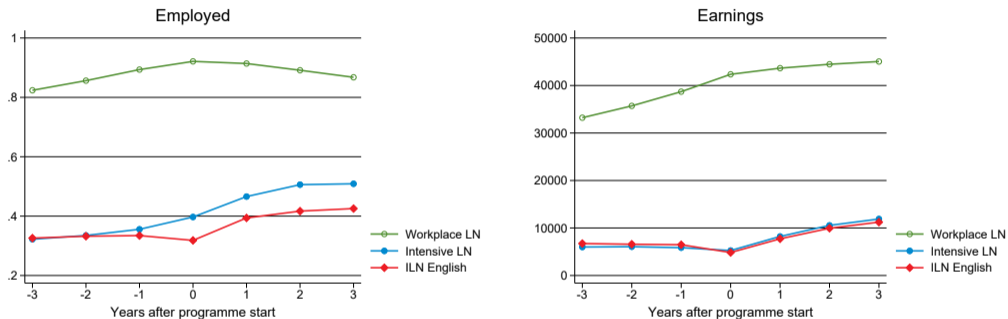 Employed
1
.8
.6
.4
.2
-3 -2 -1 0 1 2 3
Years after programme start
Workplace LN
Intensive LN
ILN English
Earnings
50000
40000
30000
20000
10000
0
-3 -2 -1 0 1 2 3
Years after programme start
Workplace LN
Intensive LN
ILN English